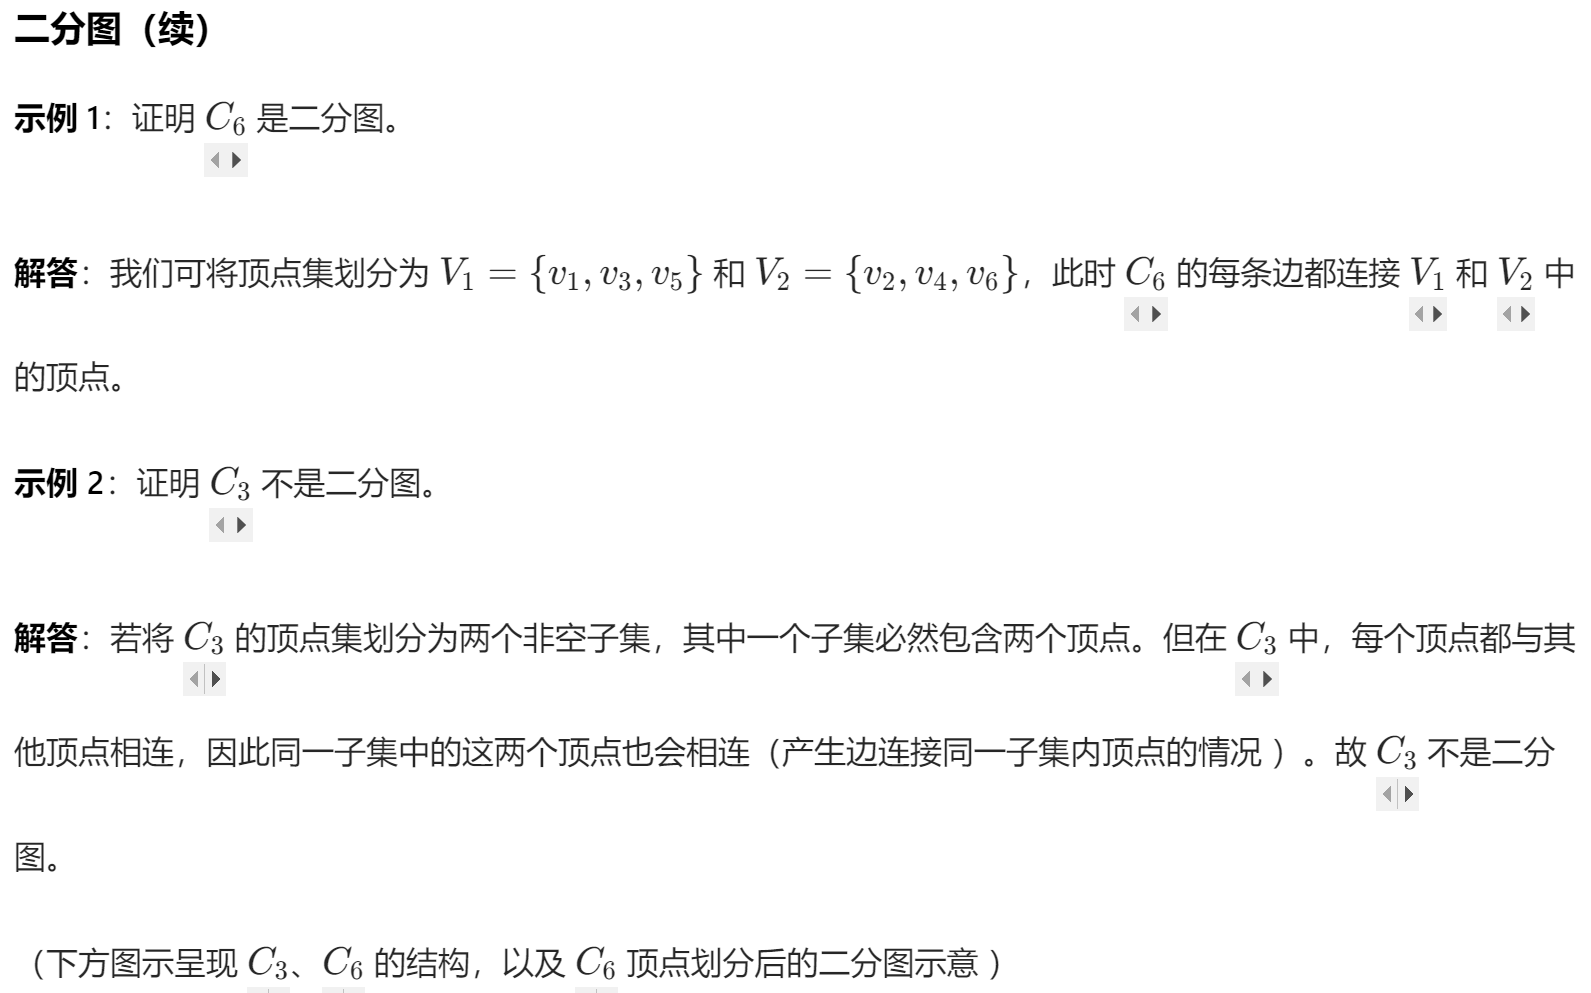 二分图（续）
示例 1：证明 C₆ 是二分图。
解答：我们可将顶点集划分为 V₁ = {v₁, v₃, v₅} 和 V₂ = {v₂, v₄, v₆}，此时 C₆ 的每条边都连接 V₁ 和 V₂ 中
的顶点。
示例 2：证明 C₃ 不是二分图。
解答：若将 C₃ 的顶点集划分为两个非空子集，其中一个子集必然包含两个顶点。但在 C₃ 中，每个顶点都与其
他顶点相连，因此同一子集中的这两个顶点也会相连（产生边连接同一子集内顶点的情况 ）。故 C₃ 不是二分
图。
（下方图示呈现 C₃、C₆ 的结构，以及 C₆ 顶点划分后的二分图示意 ）